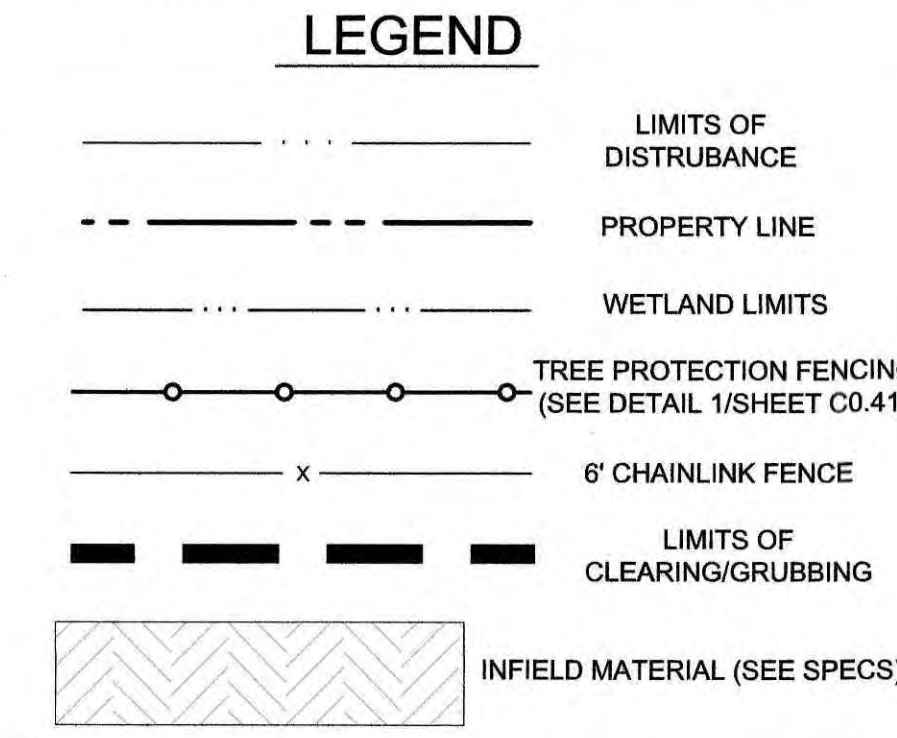 LEGEND
LIMITS OF
DISTRUBANCE
PROPERTY LINE
WETLAND LIMITS
TREE PROTECTION FENCING
(SEE DETAIL 1/SHEET C0.41
X
6' CHAINLINK FENCE
LIMITS OF
CLEARING/GRUBBING
INFIELD MATERIAL (SEE SPECS)